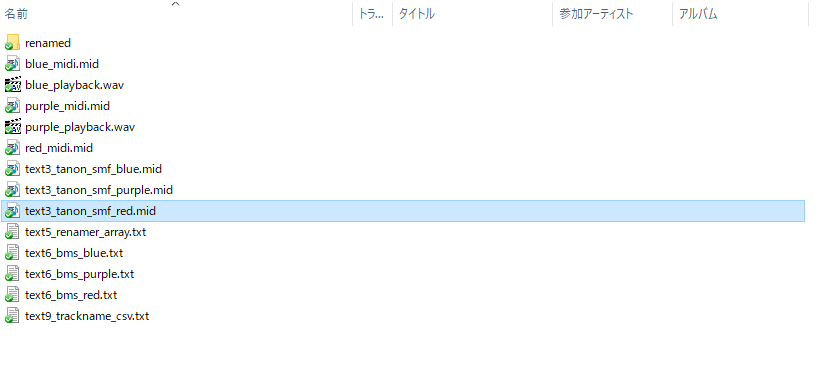 名前 トラ... タイトル 参加アーティスト アルバム
renamed
blue_midi.mid
blue_playback.wav
purple_midi.mid
purple_playback.wav
red_midi.mid
text3_tanon_smf_blue.mid
text3_tanon_smf_purple.mid
text3_tanon_smf_red.mid
text5_renamer_array.txt
text6_bms_blue.txt
text6_bms_purple.txt
text6_bms_red.txt
text9_trackname_csv.txt